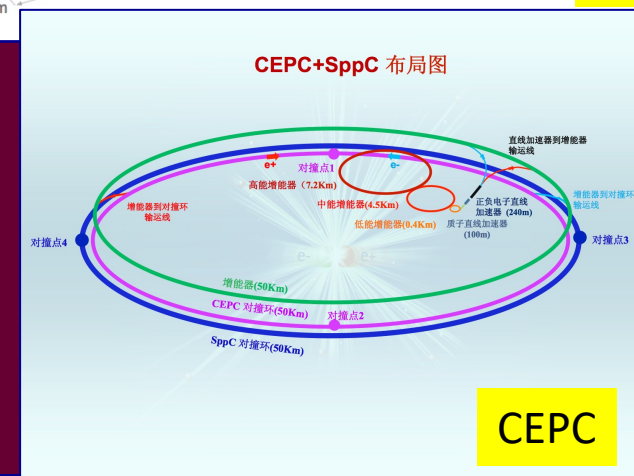 m
CEPC+SppC 布局图
直线加速器到增能器
输运线
e+
对撞点1
e-
高能增能器（7.2Km)
增能器到对撞环
输运线
中能增能器(4.5Km)
正负电子直线
加速器 (240m)
增能器到对撞环
输运线
低能增能器(0.4Km)
质子直线加速器
(100m)
对撞点4
对撞点3
e-
e+
增能器(50Km)
CEPC 对撞环(50Km)
对撞点2
SppC 对撞环(50Km)
CEPC